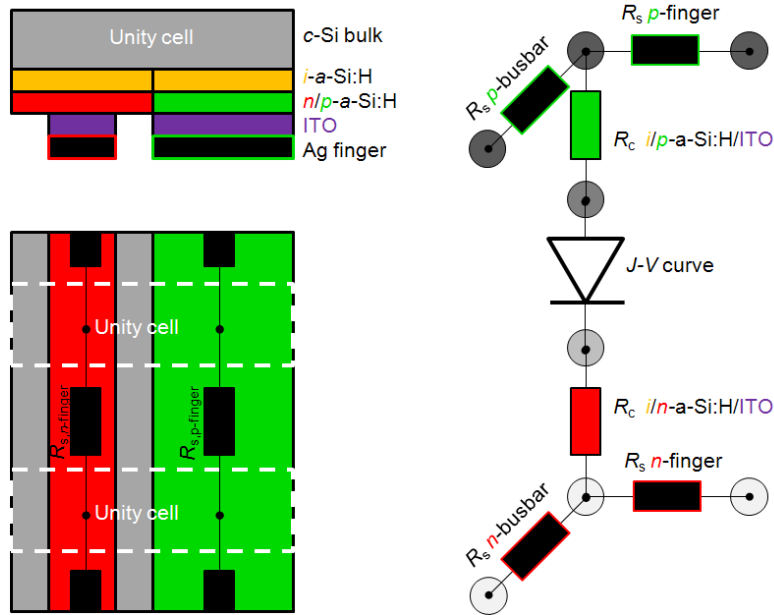 Unity cell
c-Si bulk
i-a-Si:H
n/p-a-Si:H
ITO
Ag finger
Unity cell
Rs,n-finger
Rs,p-finger
Unity cell
Rs p-finger
Rs p-busbar
Rc i/p-a-Si:H/ITO
J-V curve
Rc i/n-a-Si:H/ITO
Rs n-finger
Rs n-busbar